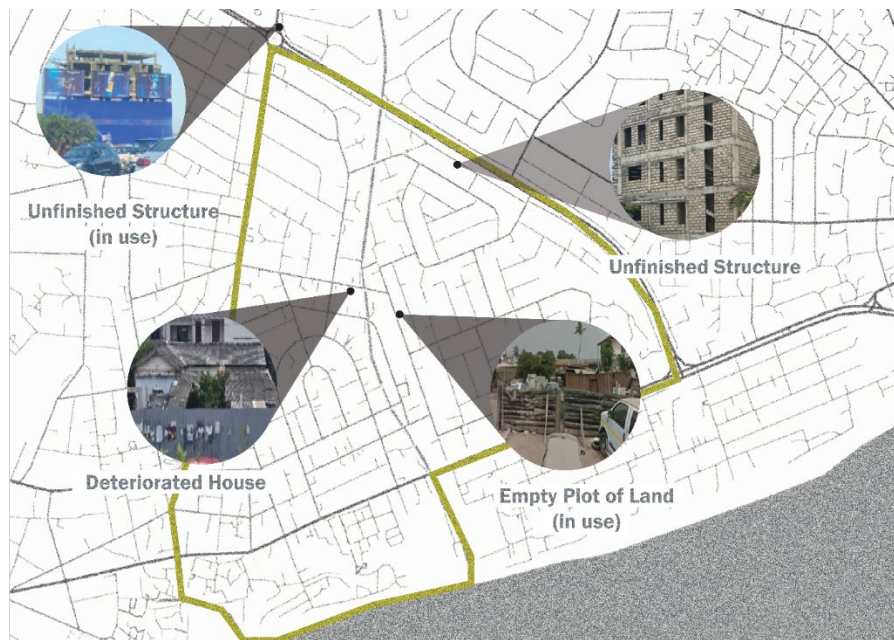 Unfinished Structure
(in use)
Unfinished Structure
Deteriorated House
Empty Plot of Land
(in use)